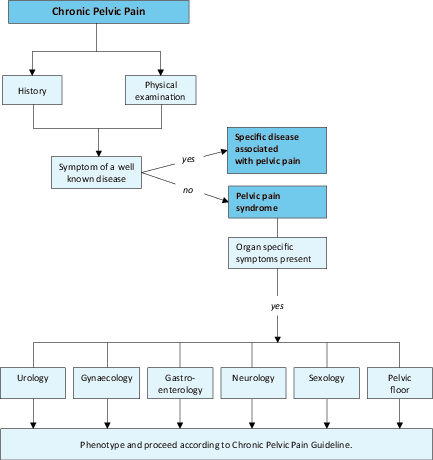 Chronic Pelvic Pain
History
Physical
examination
Symptom of a well
known disease
yes
Specific disease
associated
with pelvic pain
no
Pelvic pain
syndrome
Organ specific
symptoms present
yes
Urology
Gynaecology
Gastro-
enterology
Neurology
Sexology
Pelvic
floor
Phenotype and proceed according to Chronic Pelvic Pain Guideline.